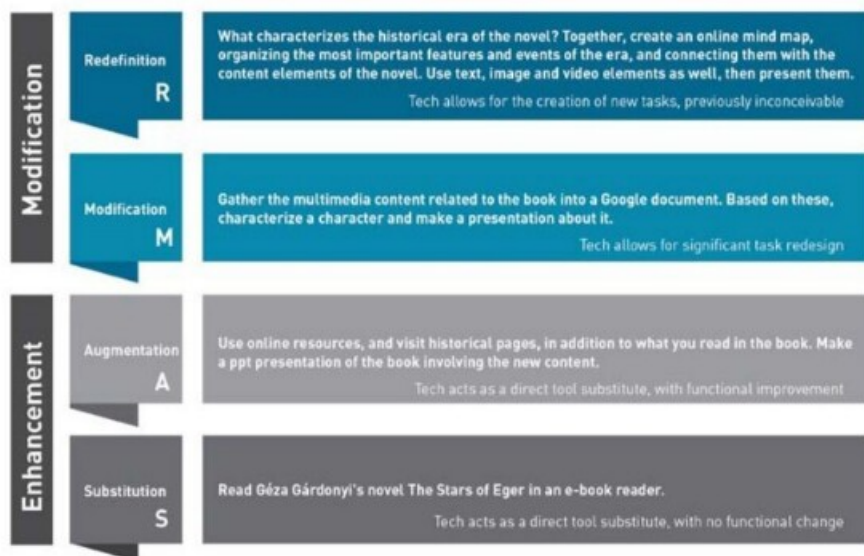 Modification
Redefinition
R
What characterizes the historical era of the novel? Together, create an online mind map,
organizing the most important features and events of the era, and connecting them with the
content elements of the novel. Use text, image and video elements as well, then present them.
Tech allows for the creation of new tasks, previously inconceivable
Modification
M
Gather the multimedia content related to the book into a Google document. Based on these,
characterize a character and make a presentation about it.
Tech allows for significant task redesign
Enhancement
Augmentation
A
Use online resources, and visit historical pages, in addition to what you read in the book. Make
a ppt presentation of the book involving the new content.
Tech acts as a direct tool substitute, with functional improvement
Substitution
S
Read Géza Gárdonyi's novel The Stars of Eger in an e-book reader.
Tech acts as a direct tool substitute, with no functional change